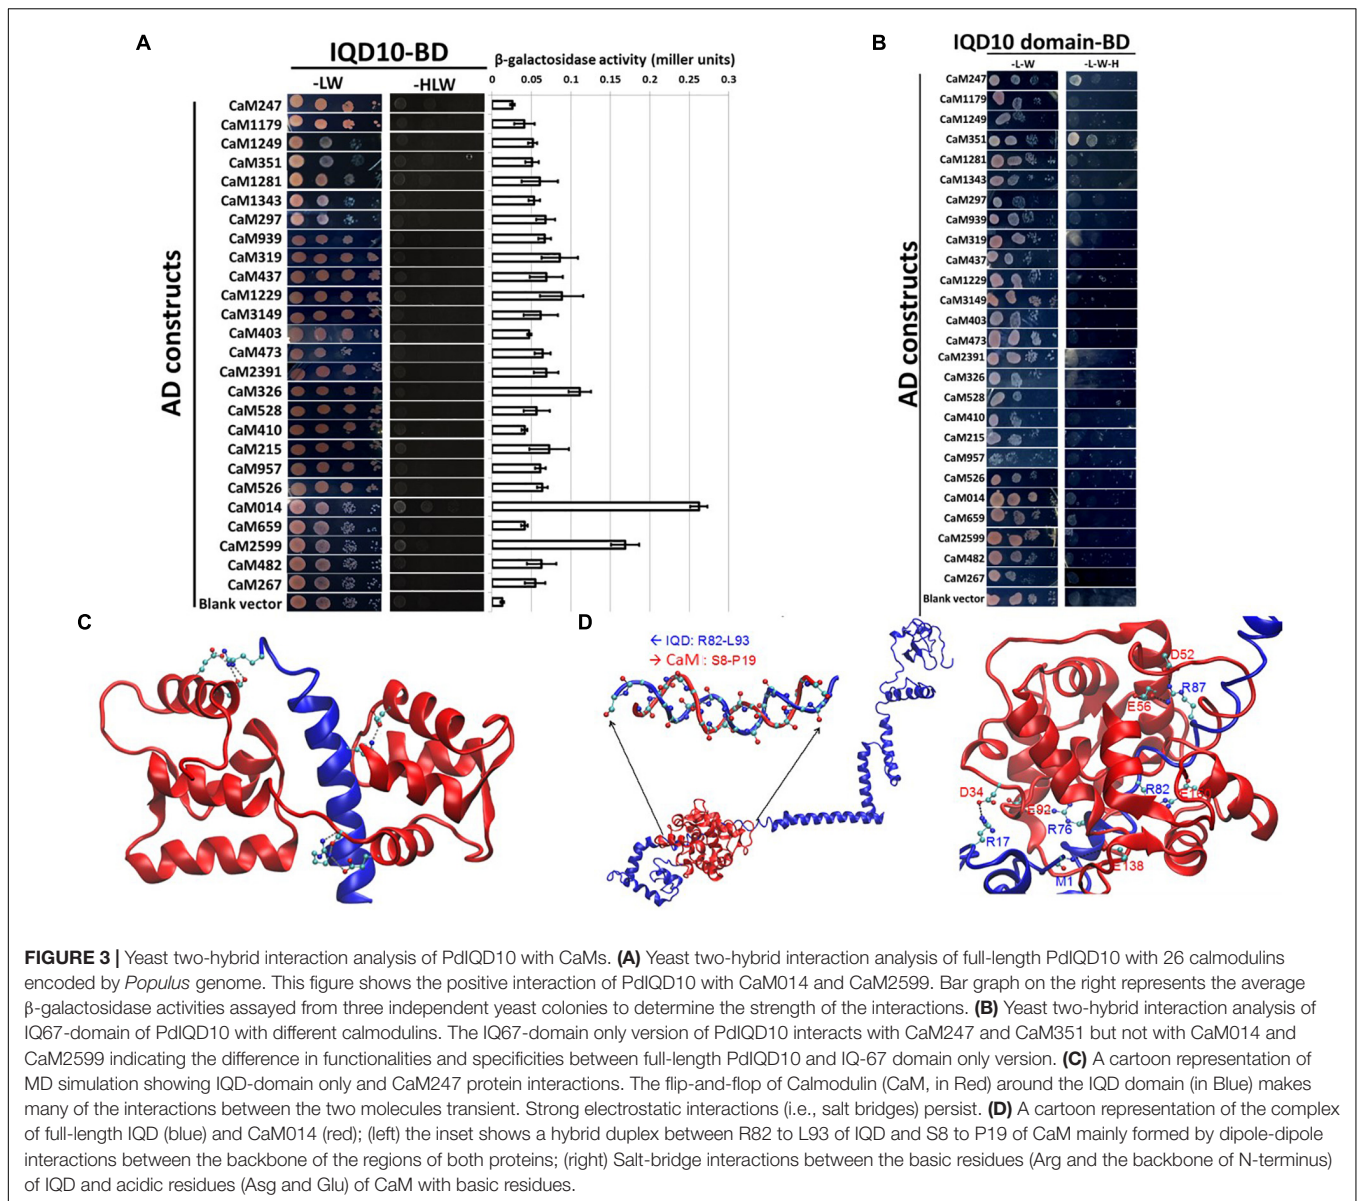 A
IQD10-BD
-LW
-HLW
β-galactosidase activity (miller units)
0 0.05 0.1 0.15 0.2 0.25 0.3
AD constructs
CaM247
CaM1179
CaM1249
CaM351
CaM1281
CaM1343
CaM297
CaM939
CaM319
CaM437
CaM1229
CaM3149
CaM403
CaM473
CaM2391
CaM326
CaM528
CaM410
CaM215
CaM957
CaM526
CaM014
CaM659
CaM2599
CaM482
CaM267
Blank vector
B
IQD10 domain-BD
-L-W
-L-W-H
AD constructs
CaM247
CaM1179
CaM1249
CaM351
CaM1281
CaM1343
CaM297
CaM939
CaM319
CaM437
CaM1229
CaM3149
CaM403
CaM473
CaM2391
CaM326
CaM528
CaM410
CaM215
CaM957
CaM526
CaM014
CaM659
CaM2599
CaM482
CaM267
Blank vector
C
D
← IQD: R82-L93
→ CaM : S8-P19
D52
R87
E56
D34
E92
R82
R76
R17
M1
E138
FIGURE 3 | Yeast two-hybrid interaction analysis of PdIQD10 with CaMs. (A) Yeast two-hybrid interaction analysis of full-length PdIQD10 with 26 calmodulins
encoded by Populus genome. This figure shows the positive interaction of PdIQD10 with CaM014 and CaM2599. Bar graph on the right represents the average
β-galactosidase activities assayed from three independent yeast colonies to determine the strength of the interactions. (B) Yeast two-hybrid interaction analysis of
IQ67-domain of PdIQD10 with different calmodulins. The IQ67-domain only version of PdIQD10 interacts with CaM247 and CaM351 but not with CaM014 and
CaM2599 indicating the difference in functionalities and specificities between full-length PdIQD10 and IQ-67 domain only version. (C) A cartoon representation of
MD simulation showing IQD-domain only and CaM247 protein interactions. The flip-and-flop of Calmodulin (CaM, in Red) around the IQD domain (in Blue) makes
many of the interactions between the two molecules transient. Strong electrostatic interactions (i.e., salt bridges) persist. (D) A cartoon representation of the complex
of full-length IQD (blue) and CaM014 (red); (left) the inset shows a hybrid duplex between R82 to L93 of IQD and S8 to P19 of CaM mainly formed by dipole-dipole
interactions between the backbone of the regions of both proteins; (right) Salt-bridge interactions between the basic residues (Arg and the backbone of N-terminus)
of IQD and acidic residues (Asg and Glu) of CaM with basic residues.